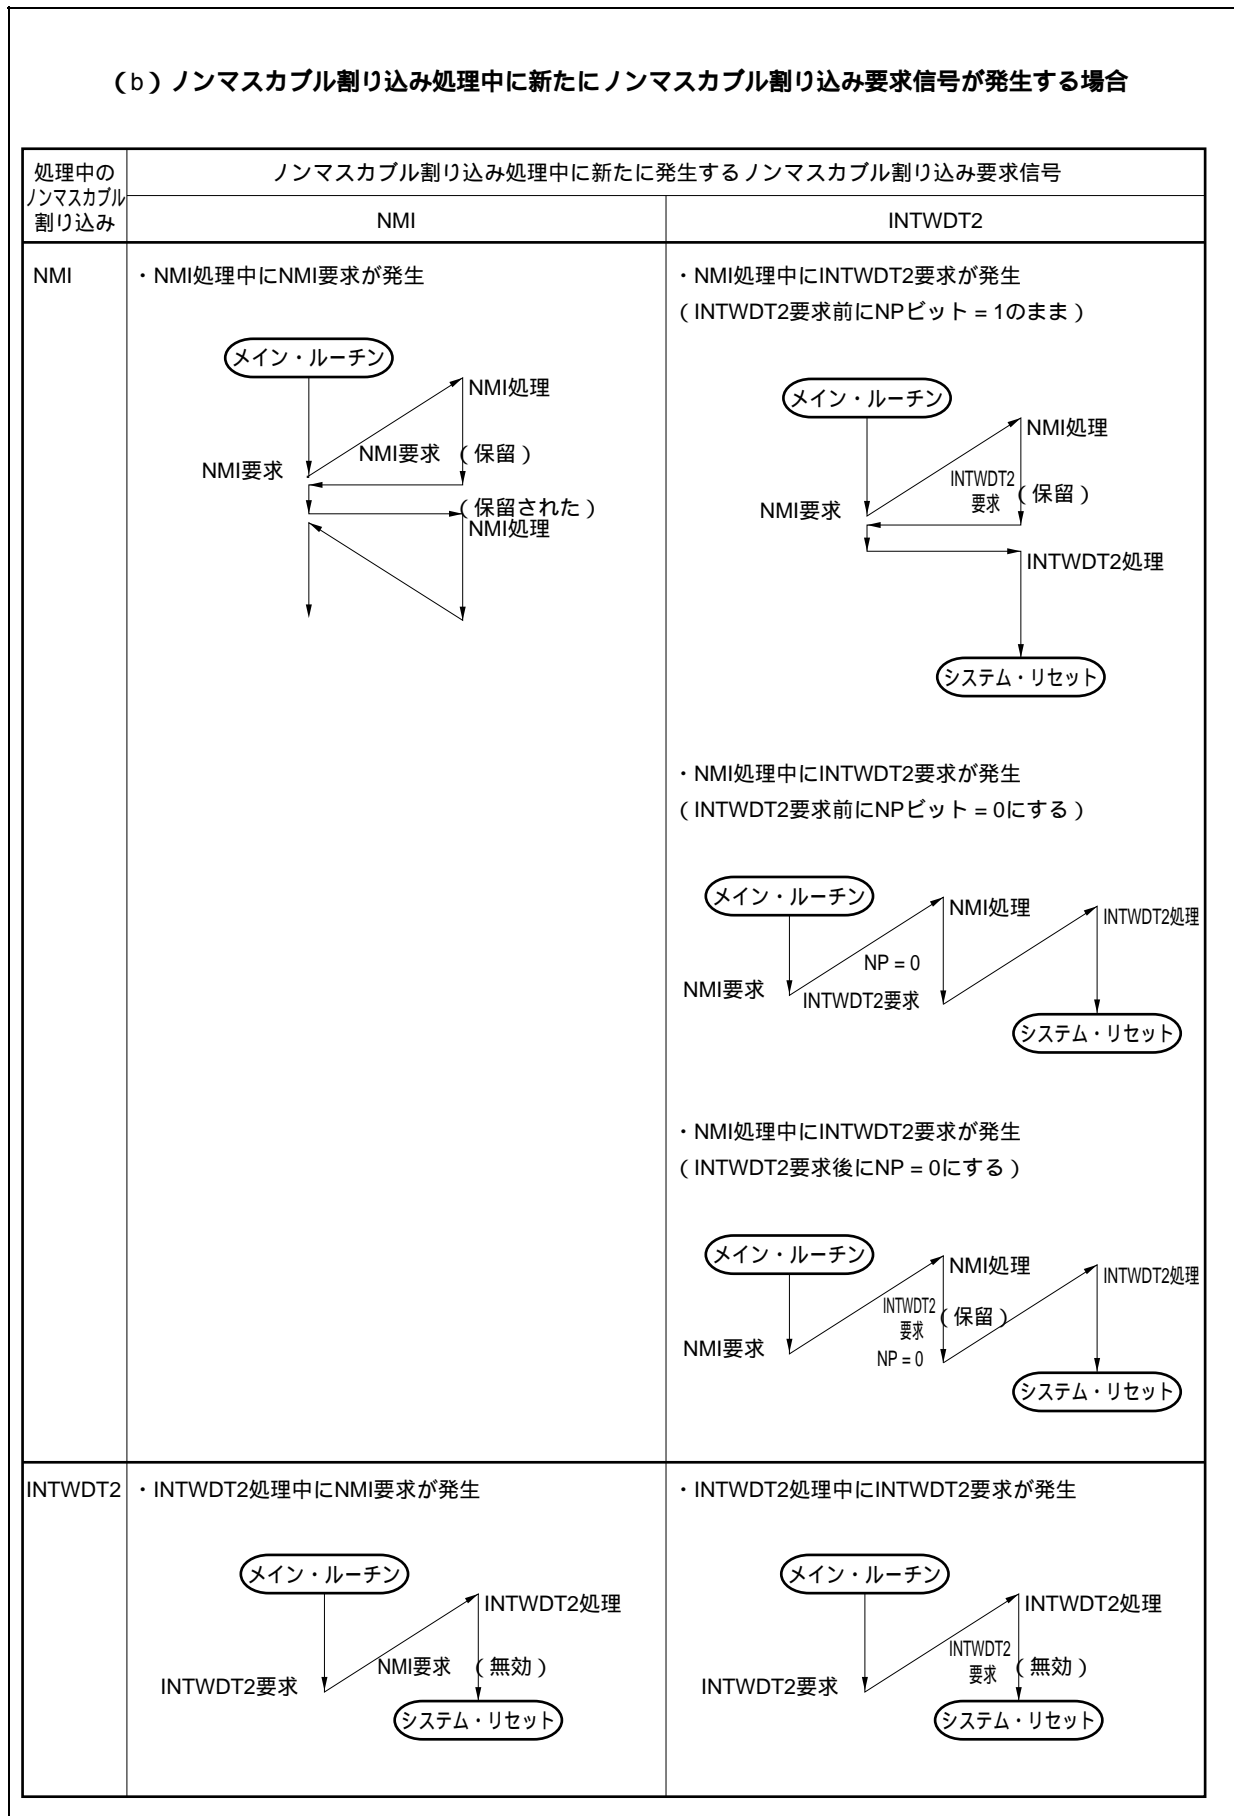 (b)ノンマスカブル割り込み処理中に新たにノンマスカブル割り込み要求信号が発生する場合
処理中の
ノンマスカブル
割り込み
ノンマスカブル割り込み処理中に新たに発生するノンマスカブル割り込み要求信号
NMI
INTWDT2
NMI
・NMI処理中にNMI要求が発生
メイン・ルーチン
NMI処理
NMI要求 (保留)
NMI要求
(保留された)
NMI処理
・NMI処理中にINTWDT2要求が発生
(INTWDT2要求前にNPビット = 1のまま)
メイン・ルーチン
NMI処理
INTWDT2
要求
(保留)
NMI要求
INTWDT2処理
システム・リセット
・NMI処理中にINTWDT2要求が発生
(INTWDT2要求前にNPビット = 0にする)
メイン・ルーチン
NMI処理
INTWDT2処理
NP = 0
NMI要求
INTWDT2要求
システム・リセット
・NMI処理中にINTWDT2要求が発生
(INTWDT2要求後にNP = 0にする)
メイン・ルーチン
NMI処理
INTWDT2処理
INTWDT2
要求
(保留)
NMI要求
NP = 0
システム・リセット
INTWDT2
・INTWDT2処理中にNMI要求が発生
メイン・ルーチン
INTWDT2処理
NMI要求 (無効)
INTWDT2要求
システム・リセット
・INTWDT2処理中にINTWDT2要求が発生
メイン・ルーチン
INTWDT2処理
INTWDT2
要求
(無効)
INTWDT2要求
システム・リセット